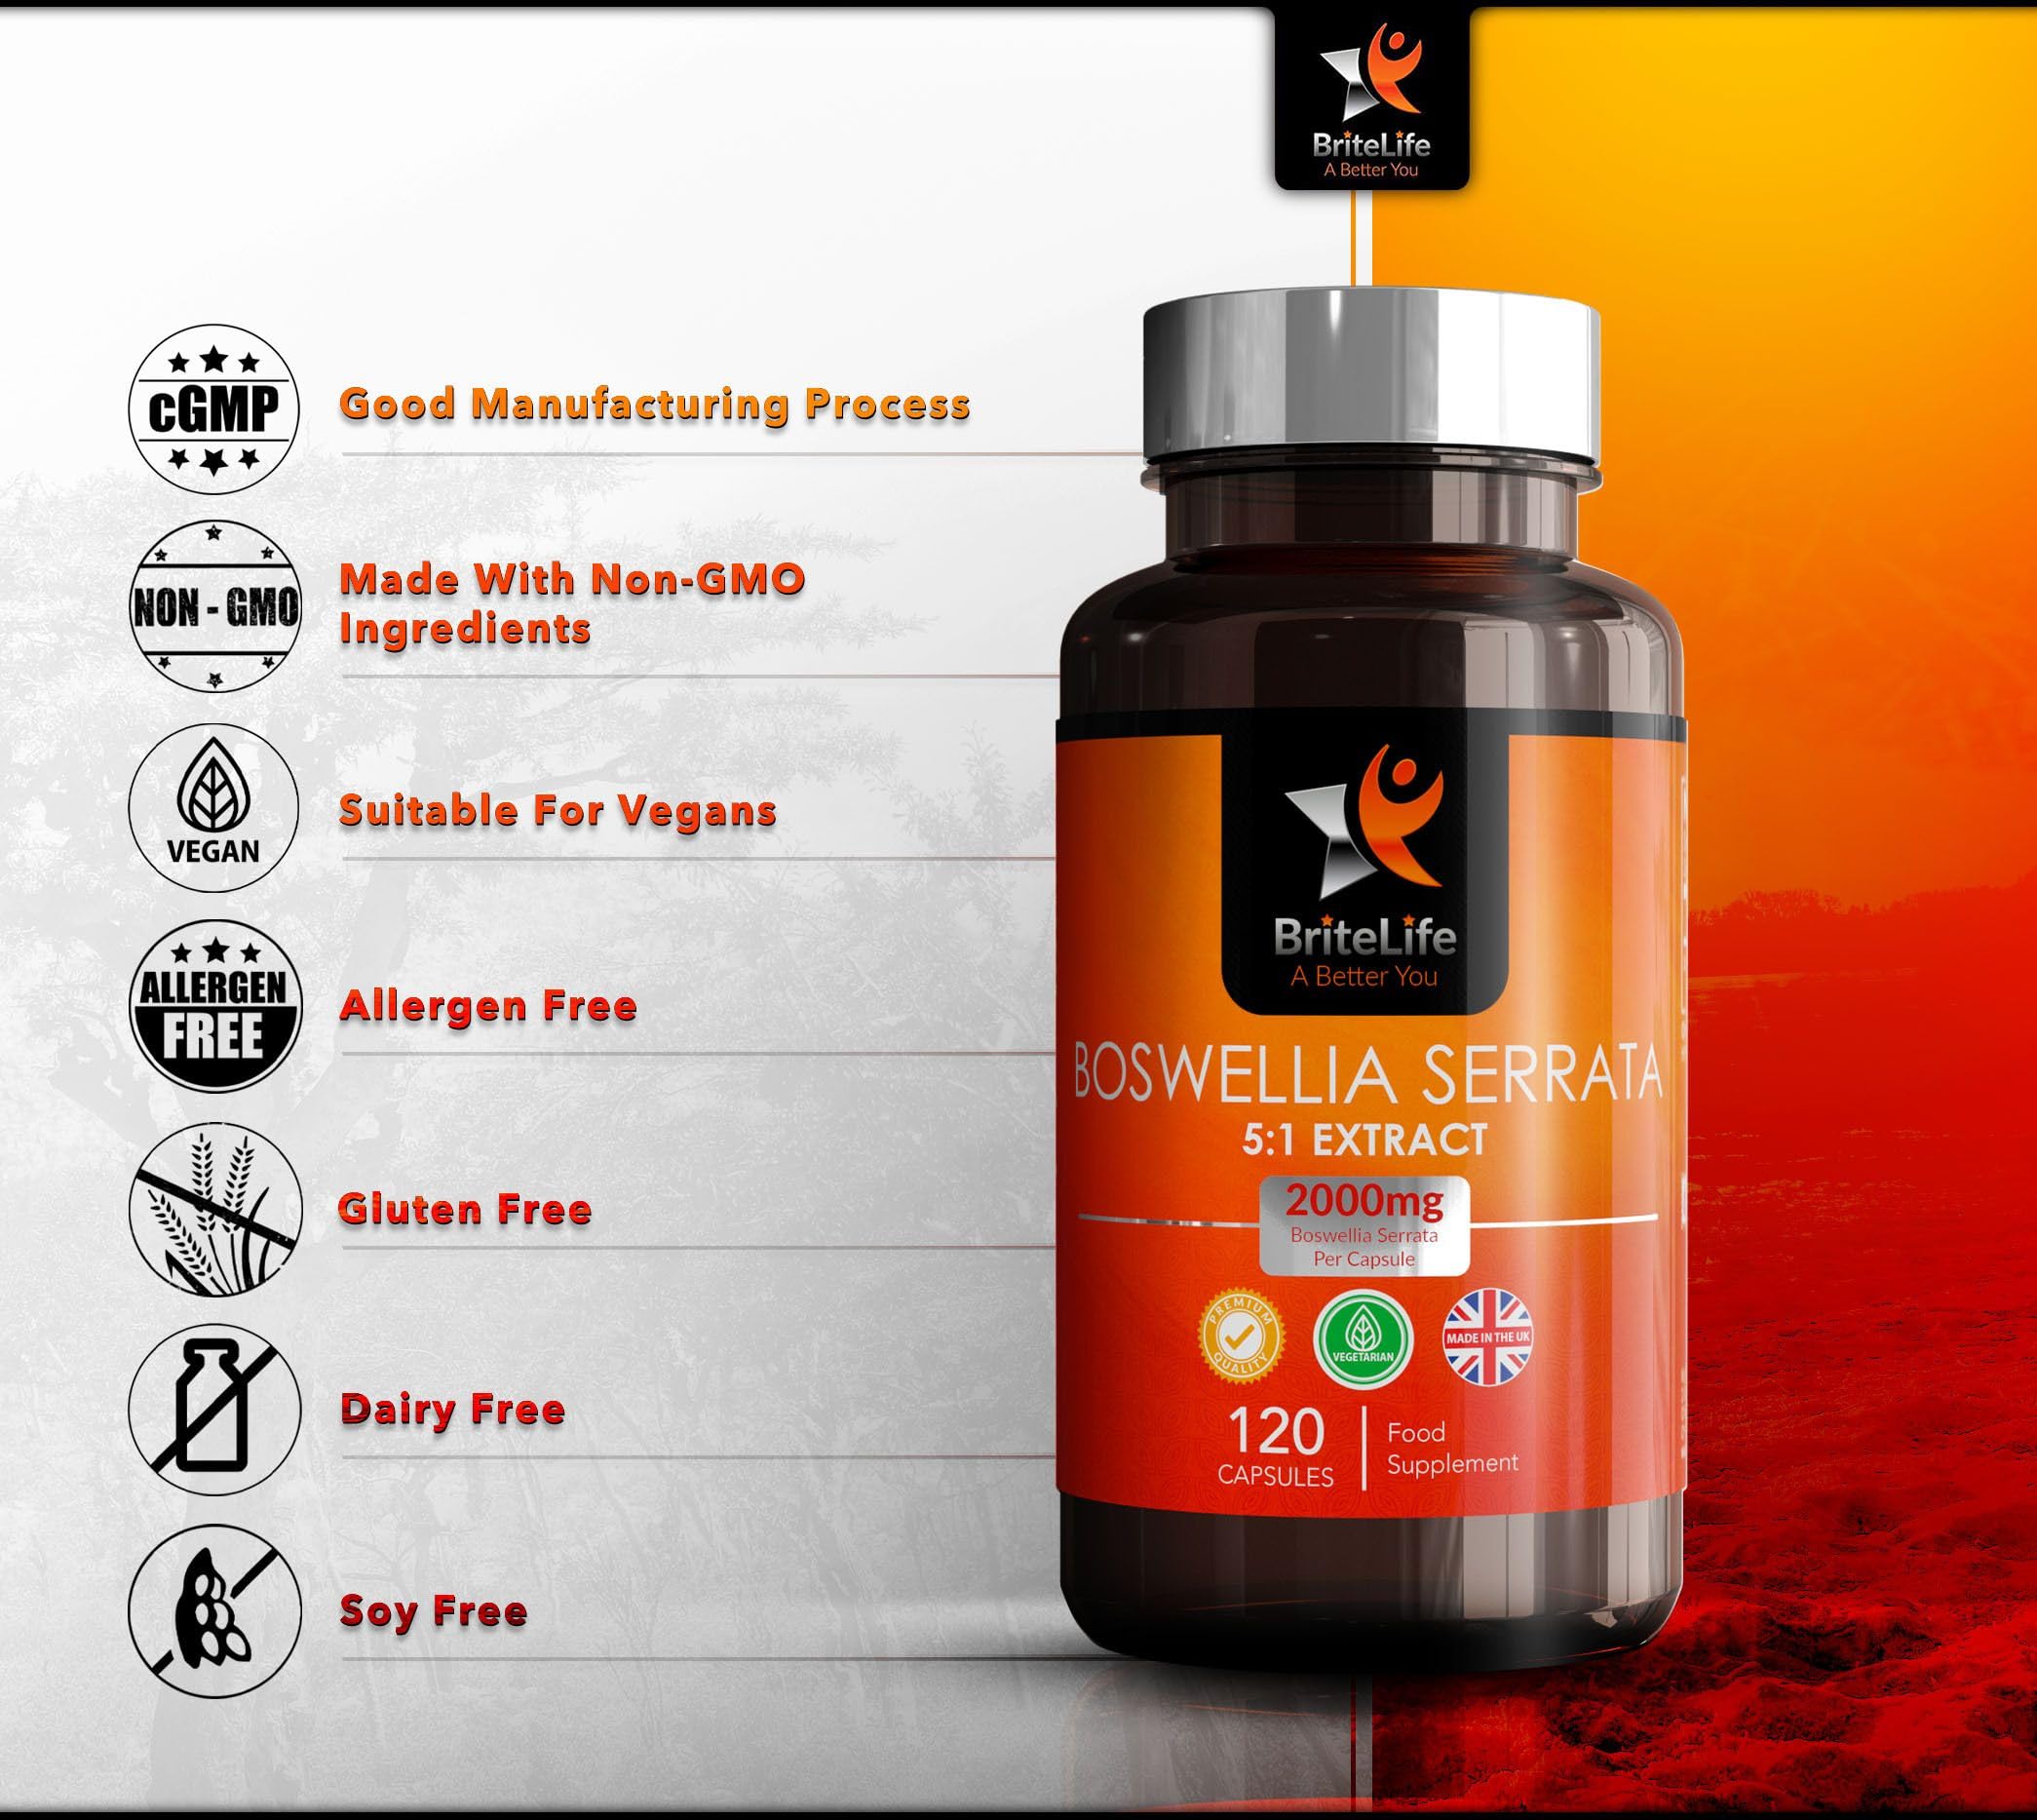 BriteLife
A Better You
cGMP
Good Manufacturing Process
NON - GMO
Made With Non-GMO
Ingredients
VEGAN
Suitable For Vegans
ALLERGEN
FREE
Allergen Free
Gluten Free
Dairy Free
Soy Free
BriteLife
A Better You
BOSWELLIA SERRATA
5:1 EXTRACT
2000mg
Boswellia Serrata
Per Capsule
PREMIUM
QUALITY
VEGETARIAN
MADE IN THE UK
120
CAPSULES
Food
Supplement